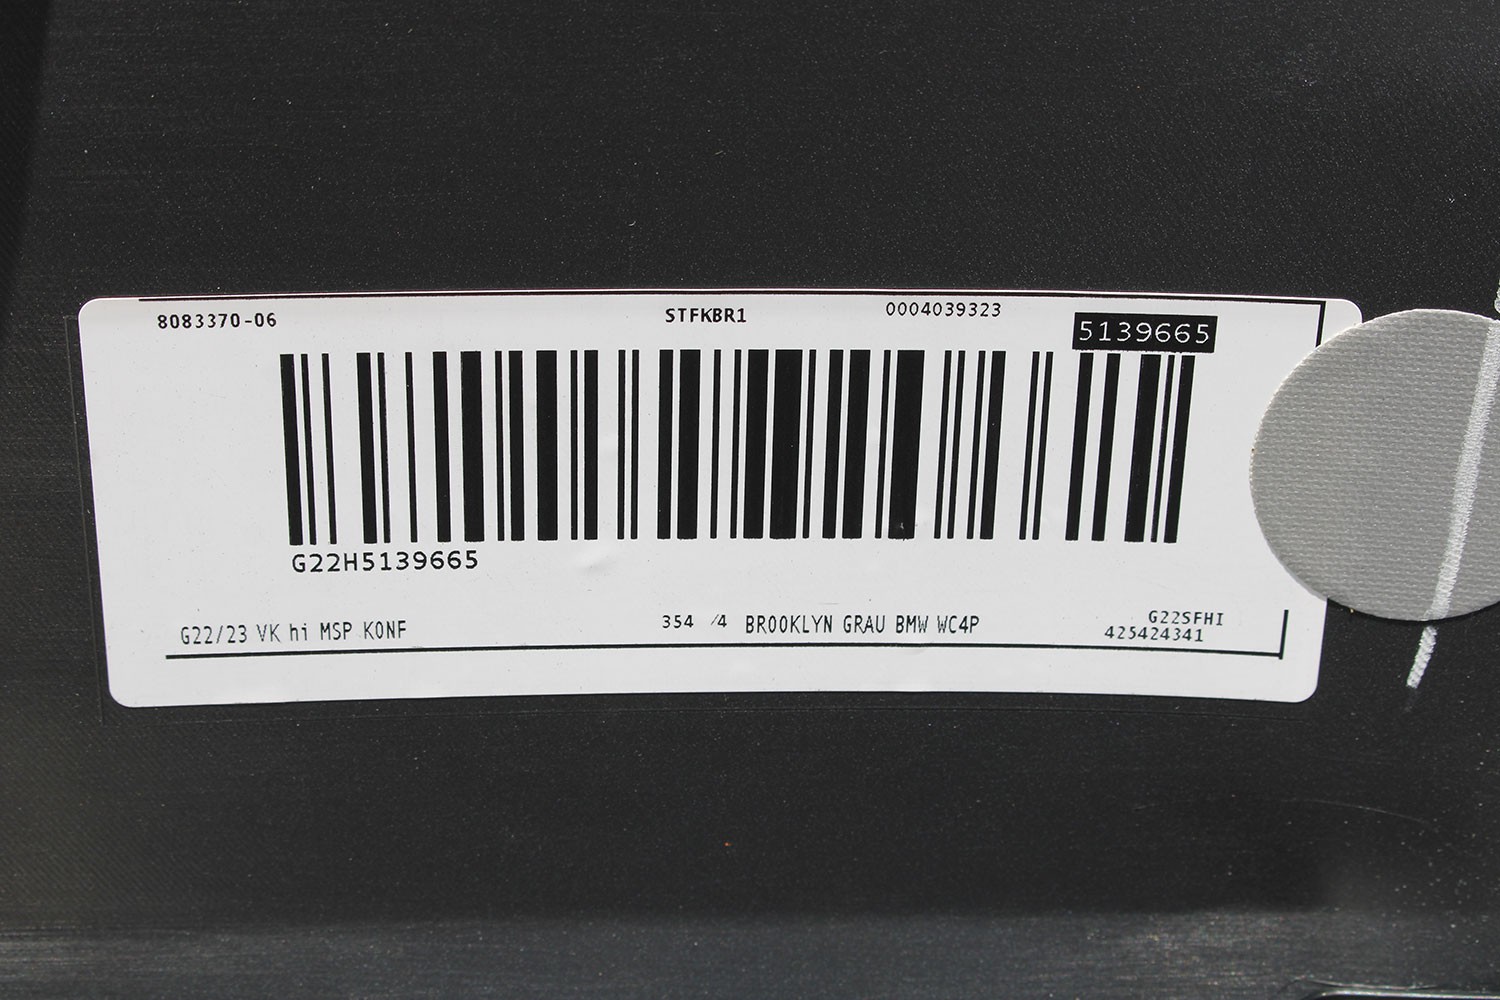 8083370-06 STFKBR1 0004039323
5139665
G22H5139665
G22/23 VK hi MSP KONF 354 /4 BROOKLYN GRAU BMW WC4P G22SFHI
425424341